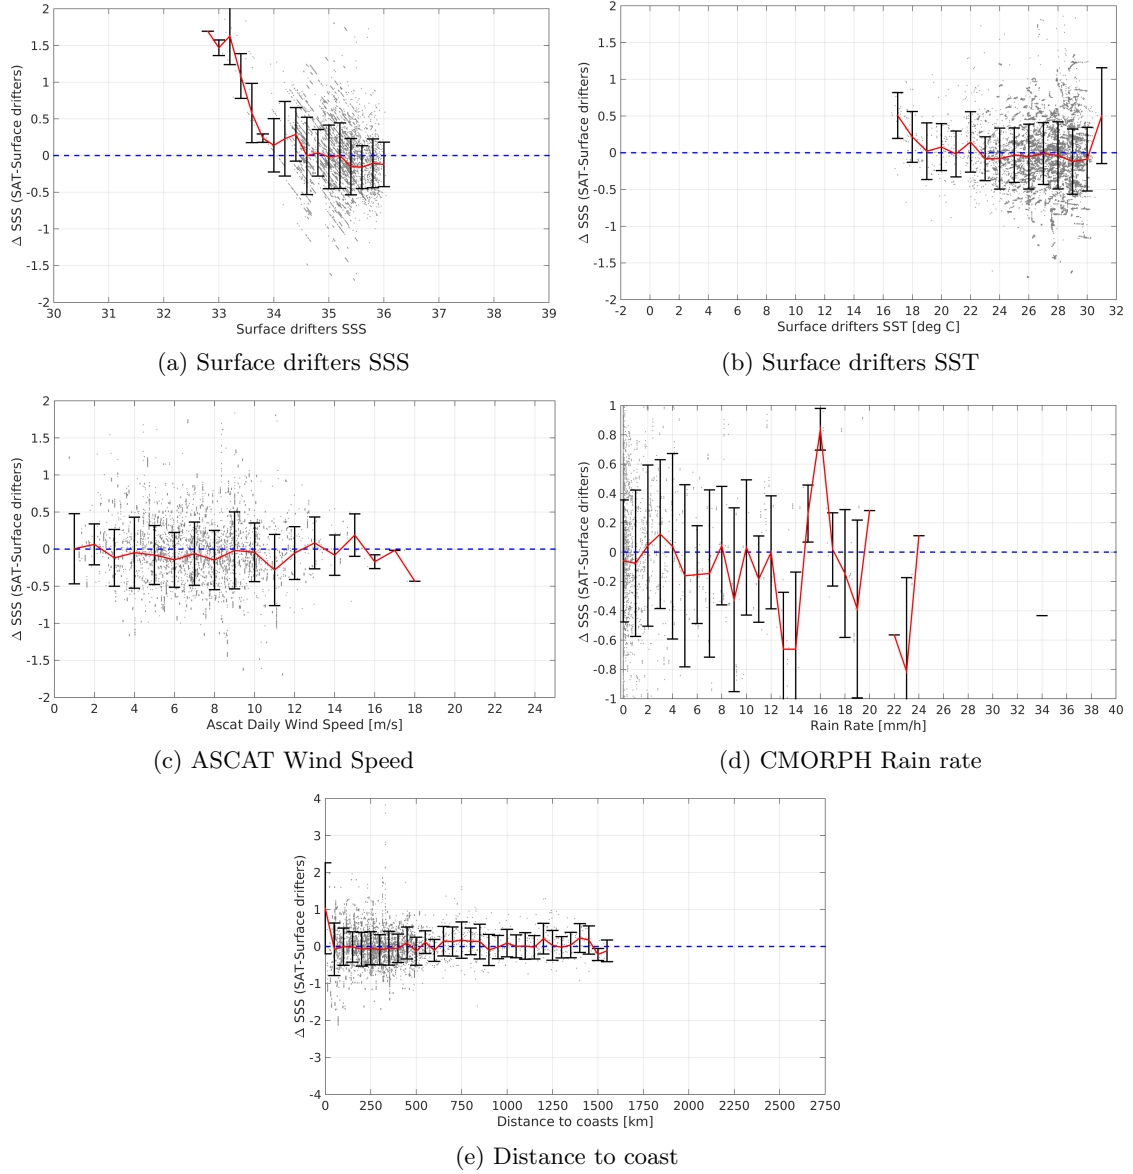 2
1.5
1
0.5
0
-0.5
-1
-1.5
-2
Δ SSS (SAT-Surface drifters)
30 31 32 33 34 35 36 37 38 39
Surface drifters SSS
(a) Surface drifters SSS
2
1.5
1
0.5
0
-0.5
-1
-1.5
-2
Δ SSS (SAT-Surface drifters)
-2 0 2 4 6 8 10 12 14 16 18 20 22 24 26 28 30 32
Surface drifters SST [deg C]
(b) Surface drifters SST
2
1.5
1
0.5
0
-0.5
-1
-1.5
-2
Δ SSS (SAT-Surface drifters)
0 2 4 6 8 10 12 14 16 18 20 22 24
Ascat Daily Wind Speed [m/s]
(c) ASCAT Wind Speed
1
0.8
0.6
0.4
0.2
0
-0.2
-0.4
-0.6
-0.8
-1
Δ SSS (SAT-Surface drifters)
0 2 4 6 8 10 12 14 16 18 20 22 24 26 28 30 32 34 36 38 40
Rain Rate [mm/h]
(d) CMORPH Rain rate
4
3
2
1
0
-1
-2
-3
-4
Δ SSS (SAT-Surface drifters)
0 250 500 750 1000 1250 1500 1750 2000 2250 2500 2750
Distance to coasts [km]
(e) Distance to coast